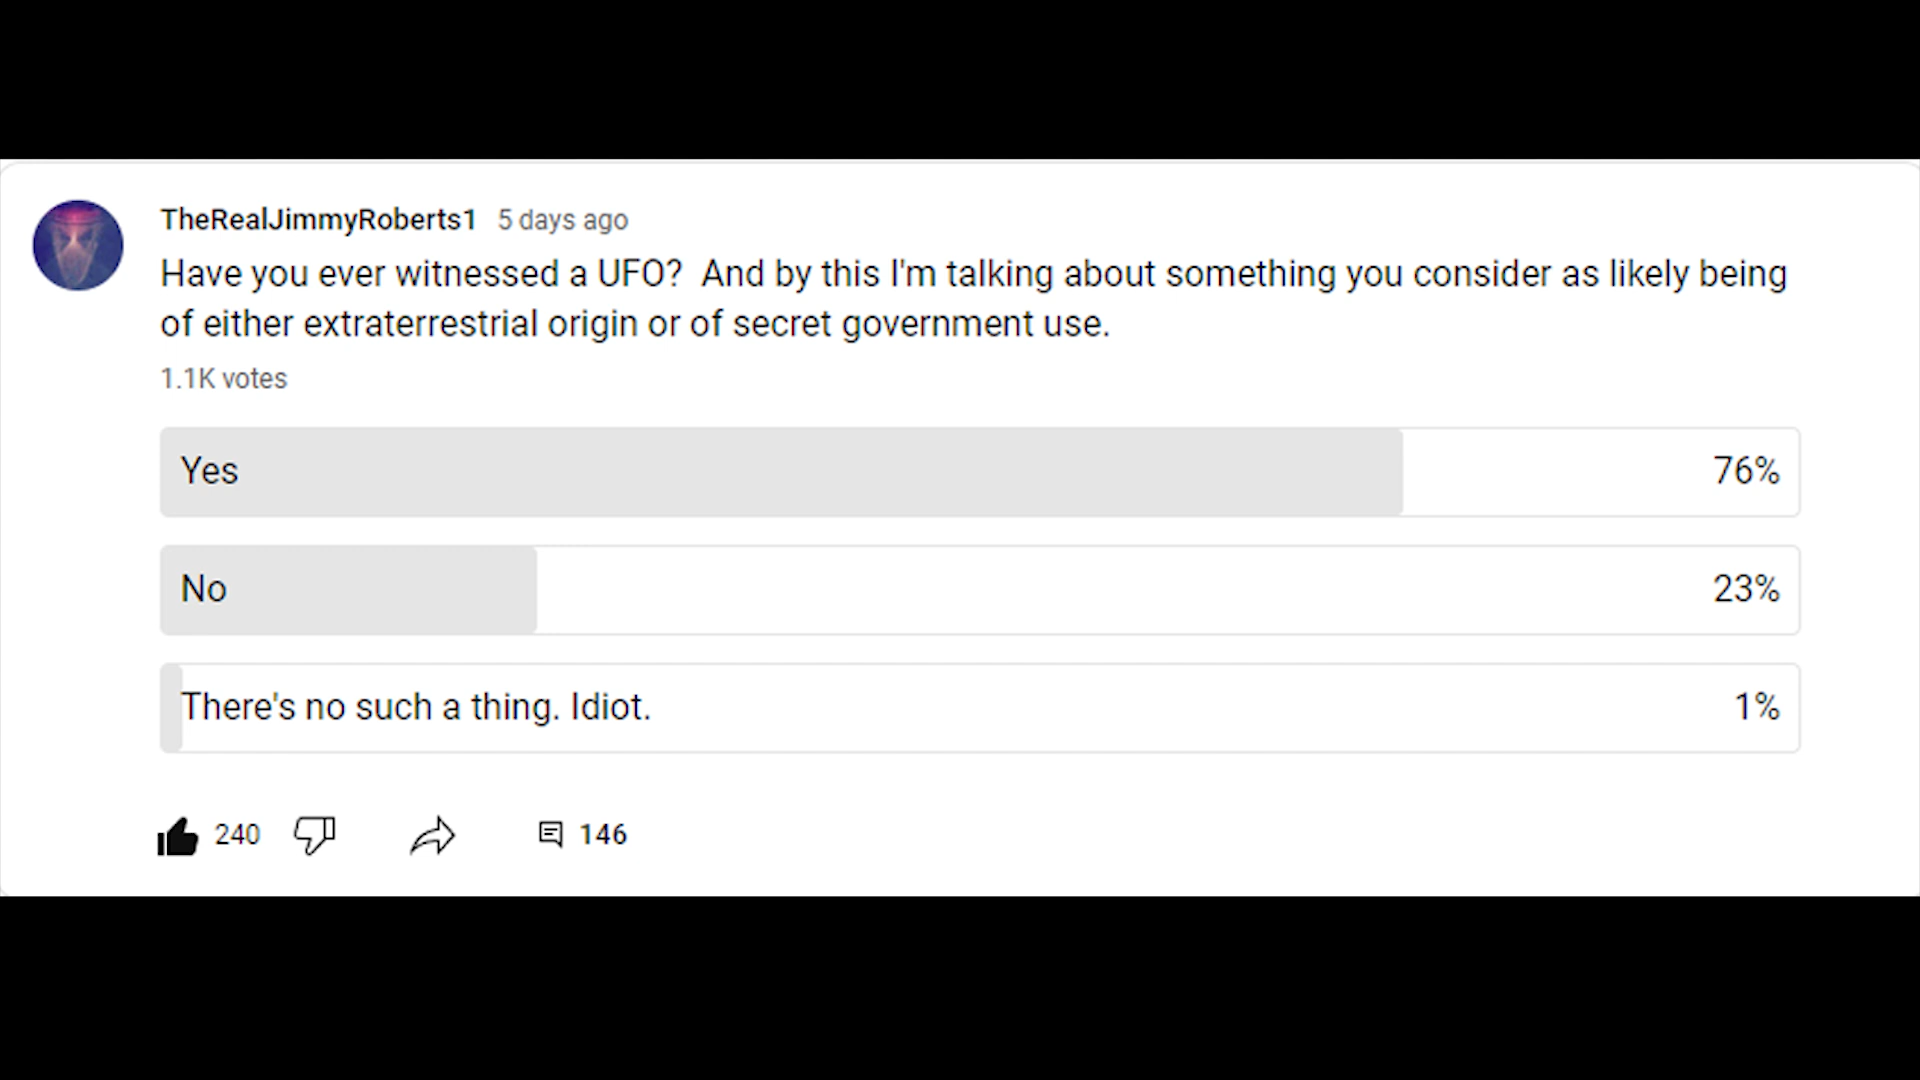 TheRealJimmyRoberts1 5 days ago
Have you ever witnessed a UFO?  And by this I'm talking about something you consider as likely being
of either extraterrestrial origin or of secret government use.
1.1K votes
Yes 76%
No 23%
There's no such a thing. Idiot. 1%
240 146